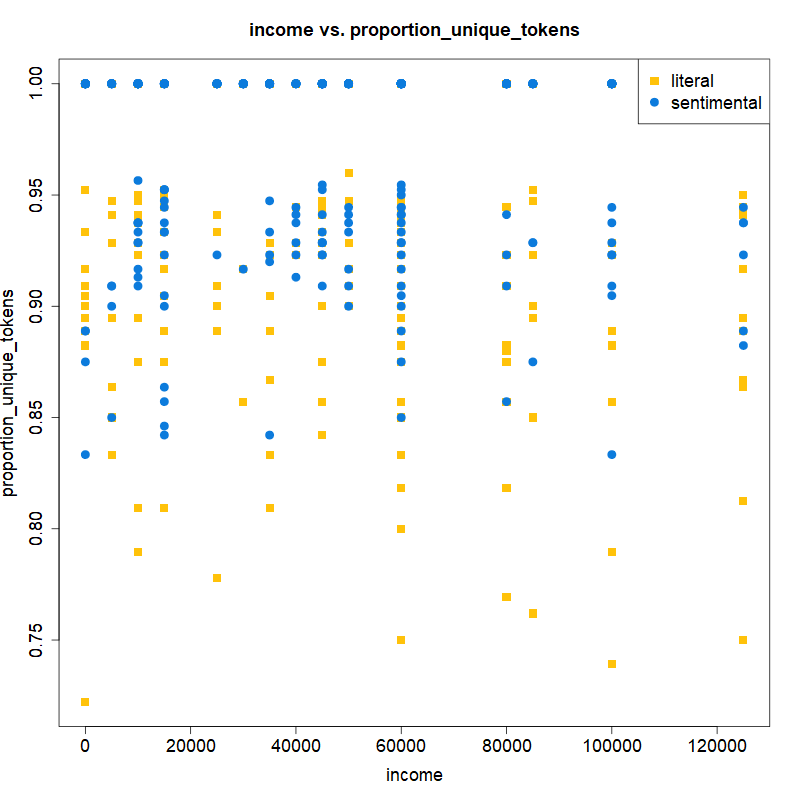 income vs. proportion_unique_tokens
literal
sentimental
proportion_unique_tokens
1.00
0.95
0.90
0.85
0.80
0.75
0 20000 40000 60000 80000 100000 120000
income